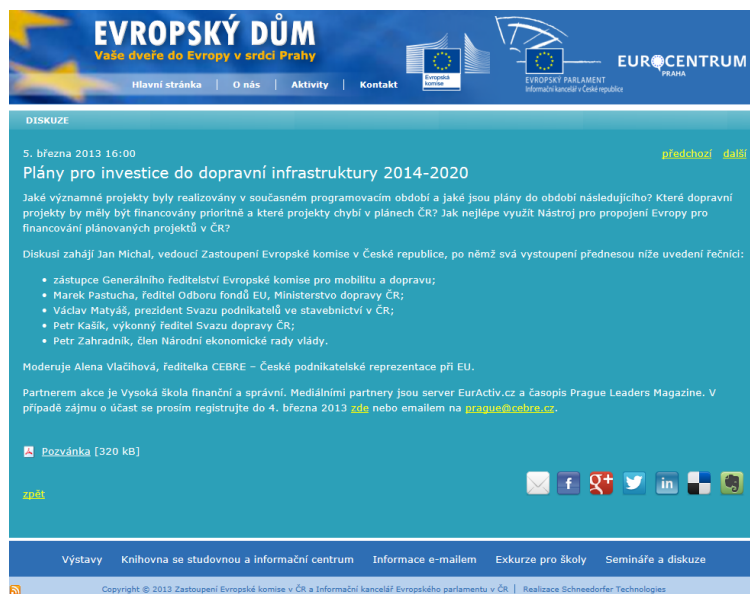 EVROPSKÝ DŮM
Vaše dveře do Evropy v srdci Prahy
Hlavní stránka | O nás | Aktivity | Kontakt
Evropská
komise
EVROPSKÝ PARLAMENT
Informační kancelář v České republice
EUROCENTRUM
PRAHA
DISKUZE
5. března 2013 16:00
předchozí další
Plány pro investice do dopravní infrastruktury 2014-2020
Jaké významné projekty byly realizovány v současném programovacím období a jaké jsou plány do období následujícího? Které dopravní
projekty by měly být financovány prioritně a které projekty chybí v plánech ČR? Jak nejlépe využít Nástroj pro propojení Evropy pro
financování plánovaných projektů v ČR?
Diskusi zahájí Jan Michal, vedoucí Zastoupení Evropské komise v České republice, po němž svá vystoupení přednesou níže uvedení řečníci:
• zástupce Generálního ředitelství Evropské komise pro mobilitu a dopravu;
• Marek Pastucha, ředitel Odboru fondů EU, Ministerstvo dopravy ČR;
• Václav Matyáš, prezident Svazu podnikatelů ve stavebnictví v ČR;
• Petr Kašík, výkonný ředitel Svazu dopravy ČR;
• Petr Zahradník, člen Národní ekonomické rady vlády.
Moderuje Alena Vlačihová, ředitelka CEBRE – České podnikatelské reprezentace při EU.
Partnerem akce je Vysoká škola finanční a správní. Mediálními partnery jsou server EurActiv.cz a časopis Prague Leaders Magazine. V
případě zájmu o účast se prosím registrujte do 4. března 2013 zde nebo emailem na prague@cebre.cz.
Pozvánka [320 kB]
zpět
Výstavy Knihovna se studovnou a informační centrum Informace e-mailem Exkurze pro školy Semináře a diskuze
Copyright © 2013 Zastoupení Evropské komise v ČR a Informační kancelář Evropského parlamentu v ČR | Realizace Schneedorfer Technologies